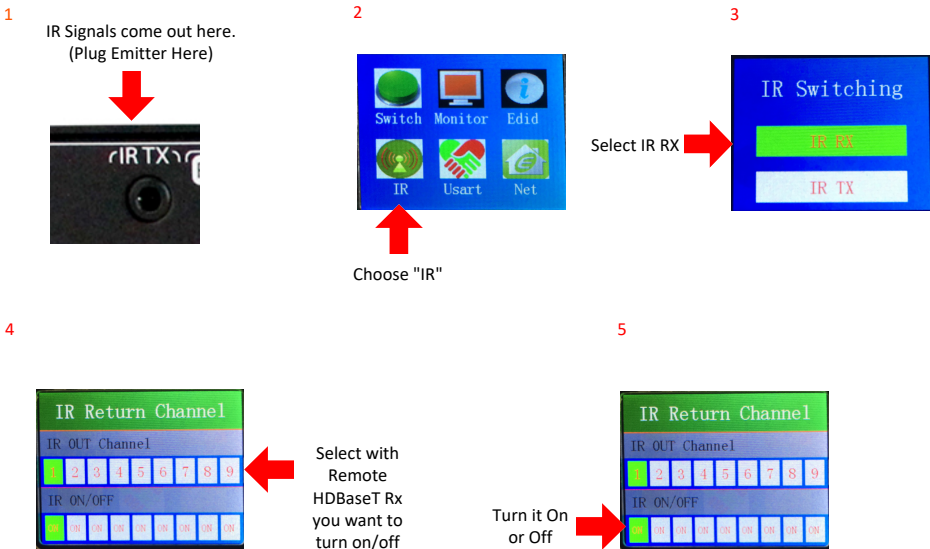 1
IR Signals come out here.
(Plug Emitter Here)
IR TX
2
Switch Monitor Edid
IR Usart Net
Choose "IR"
3
IR Switching
Select IR RX
IR RX
IR TX
4
IR Return Channel
IR OUT Channel
1 2 3 4 5 6 7 8 9
IR ON/OFF
ON ON ON ON ON ON ON ON ON
Select with
Remote
HDBaseT Rx
you want to
turn on/off
5
IR Return Channel
IR OUT Channel
1 2 3 4 5 6 7 8 9
IR ON/OFF
ON ON ON ON ON ON ON ON ON
Turn it On
or Off